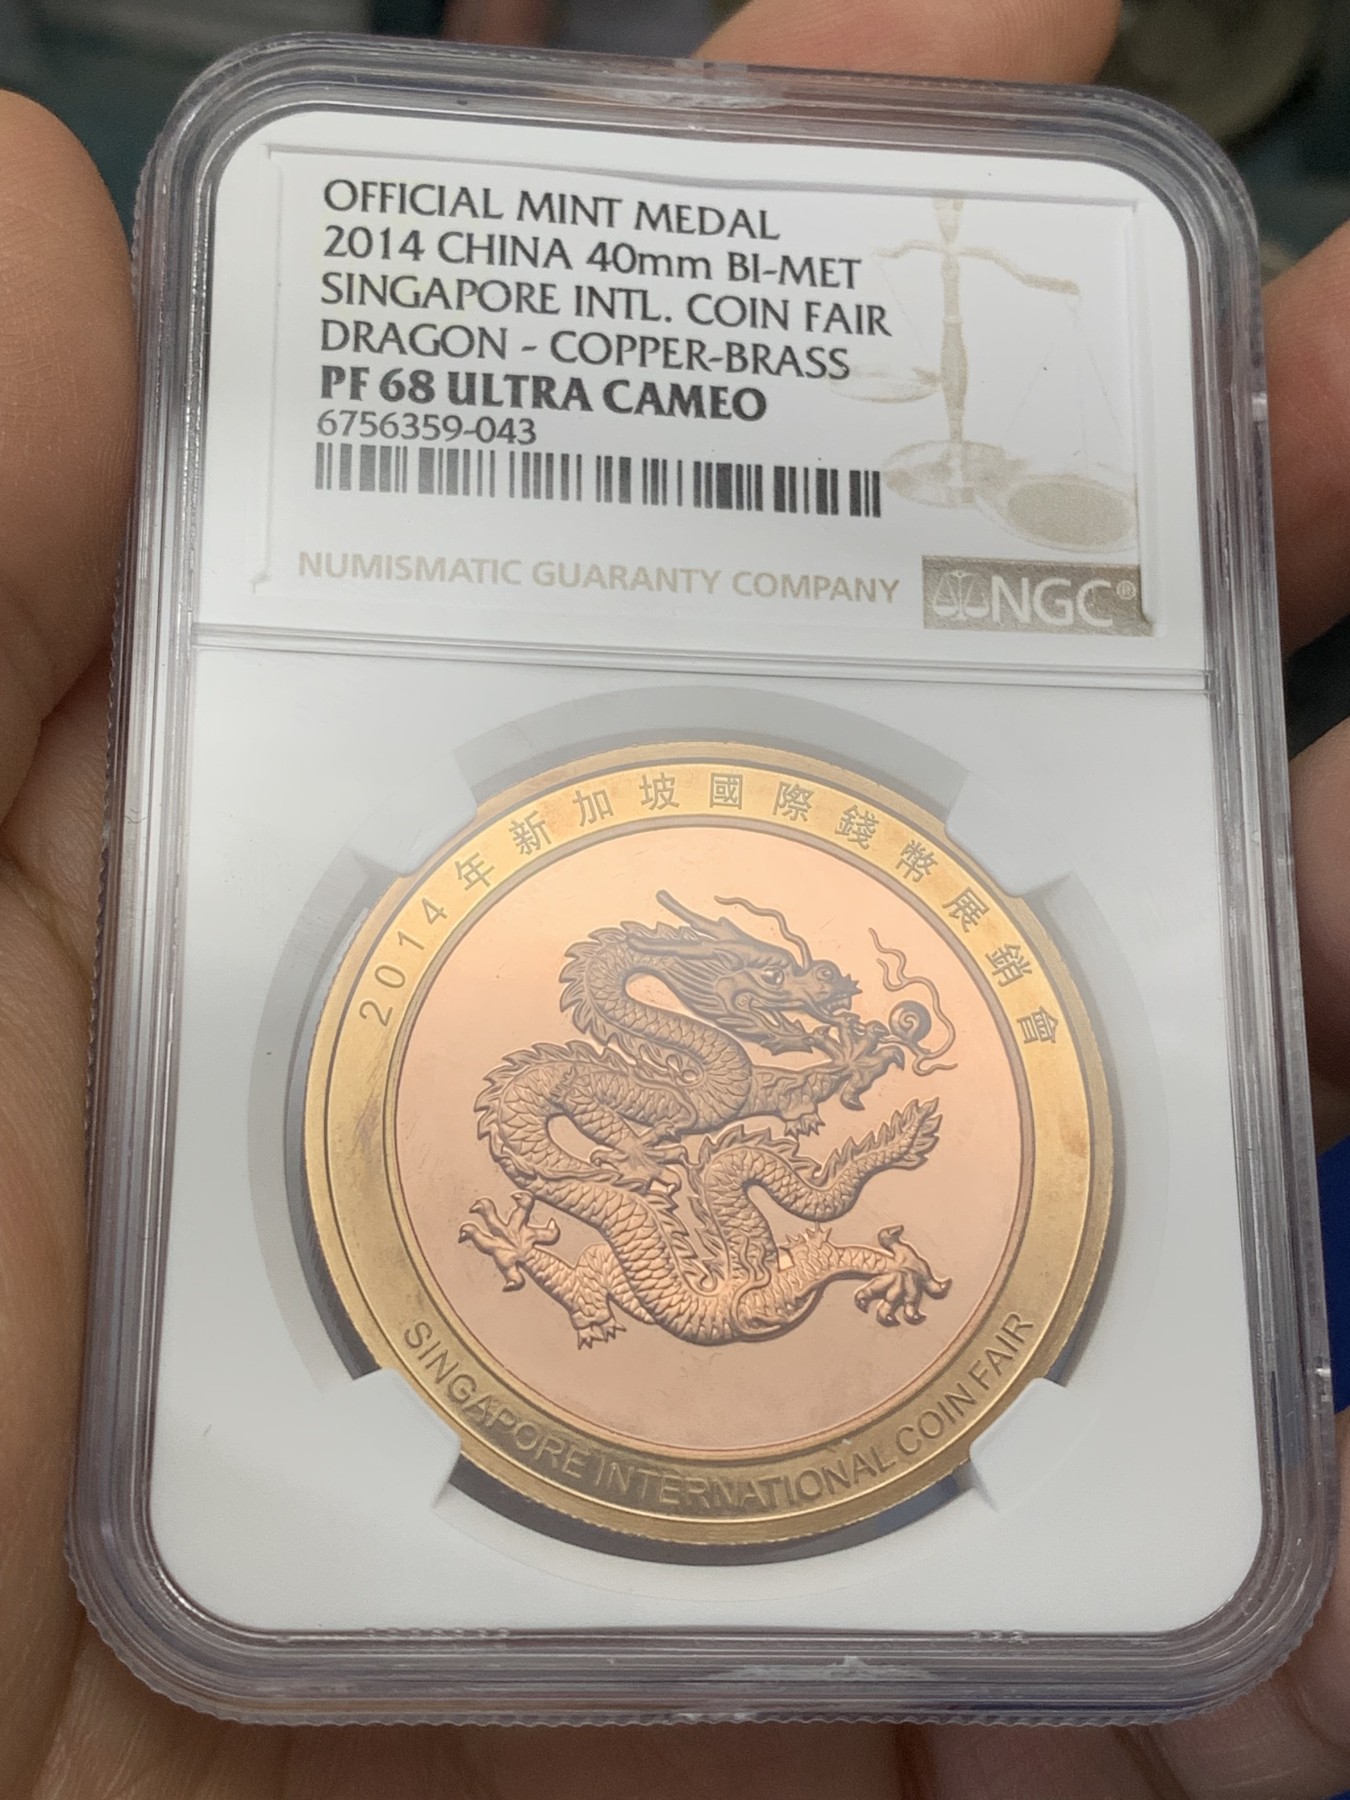 OFFICIAL MINT MEDAL
2014 CHINA 40mm BI-MET
SINGAPORE INTL. COIN FAIR
DRAGON - COPPER-BRASS
PF 68 ULTRA CAMEO
6756359-043
NUMISMATIC GUARANTY COMPANY
NGC®
2014年新加坡國際錢幣展銷會
SINGAPORE INTERNATIONAL COIN FAIR